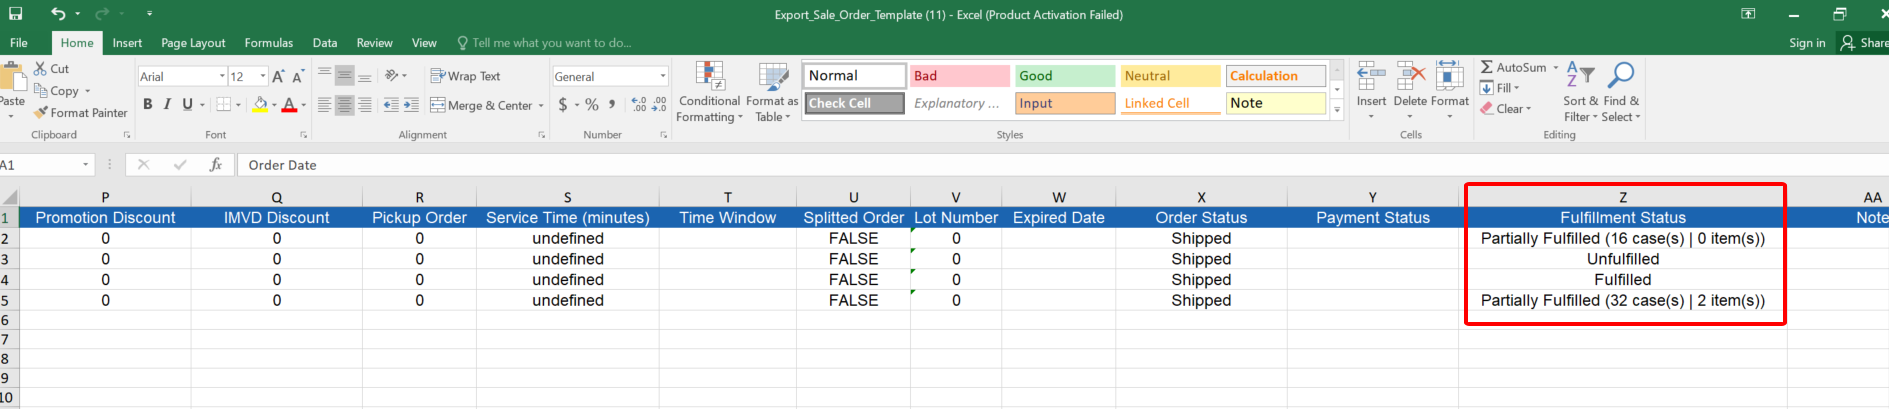 Export_Sale_Order_Template (11) - Excel (Product Activation Failed)
File Home Insert Page Layout Formulas Data Review View Tell me what you want to do... Sign in Share
Cut
Copy
Format Painter
Paste
Clipboard
Arial 12
B I U
Font
Wrap Text
Merge & Center
Alignment
General
$ % ,
Number
Conditional Formatting
Format as Table
Normal Bad Good Neutral Calculation
Check Cell Explanatory ... Input Linked Cell Note
Styles
Insert Delete Format
Cells
AutoSum
Fill
Clear
Sort & Filter
Find & Select
Editing
A1 fx Order Date
P Q R S T U V W X Y Z AA
1 Promotion Discount IMVD Discount Pickup Order Service Time (minutes) Time Window Splitted Order Lot Number Expired Date Order Status Payment Status Fulfillment Status Note
2 0 0 0 undefined FALSE 0 Shipped Partially Fulfilled (16 case(s) | 0 item(s))
3 0 0 0 undefined FALSE 0 Shipped Unfulfilled
4 0 0 0 undefined FALSE 0 Shipped Fulfilled
5 0 0 0 undefined FALSE 0 Shipped Partially Fulfilled (32 case(s) | 2 item(s))
6
7
8
9
10